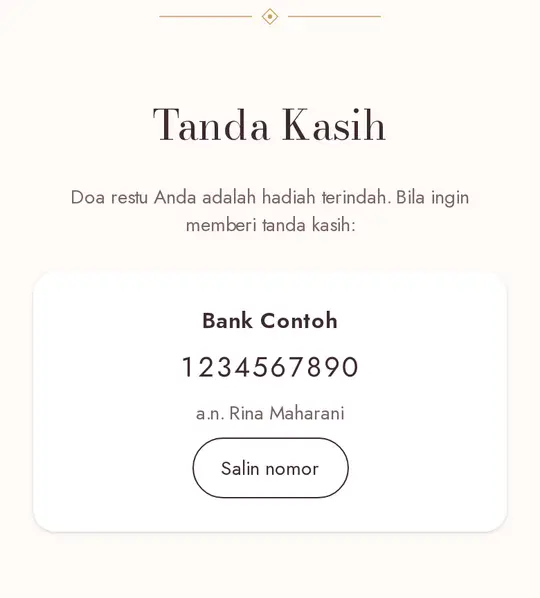 Tanda Kasih
Doa restu Anda adalah hadiah terindah. Bila ingin
memberi tanda kasih:
Bank Contoh
1234567890
a.n. Rina Maharani
Salin nomor